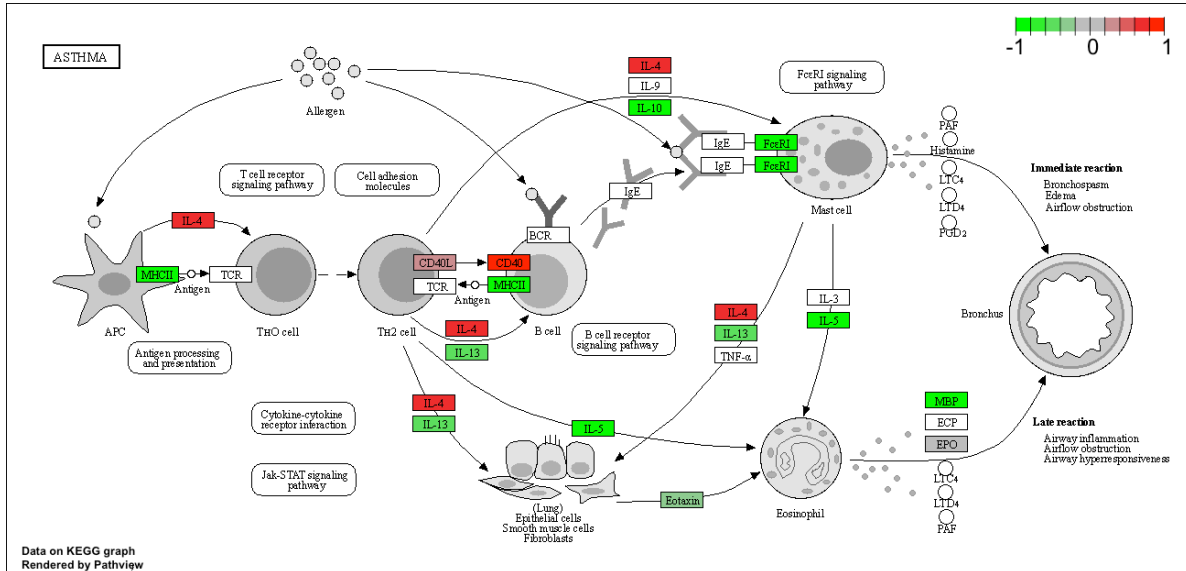 ASTHMA
-1
0
1
Allergen
IL-4
IL-9
IL-10
FcεRI signaling
pathway
IgE
FcεRI
IgE
FcεRI
Mast cell
PAF
Histamine
LTC4
LTD4
PGD2
Immediate reaction
Bronchospasm
Edema
Airflow obstruction
T cell receptor
signaling pathway
Cell adhesion
molecules
IgE
IL-4
BCR
MHCII
Antigen
TCR
CD40L
CD40
TCR
Antigen
MHCII
APC
TH0 cell
TH2 cell
B cell
IL-4
IL-13
B cell receptor
signaling pathway
Antigen processing
and presentation
IL-4
IL-13
TNF-α
IL-3
IL-5
Bronchus
Cytokine-cytokine
receptor interaction
IL-4
IL-13
IL-5
Jak-STAT signaling
pathway
Eotaxin
(Lung)
Epithelial cells
Smooth muscle cells
Fibroblasts
Eosinophil
MBP
ECP
EPO
LTC4
LTD4
PAF
Late reaction
Airway inflammation
Airflow obstruction
Airway hyperresponsiveness
Data on KEGG graph
Rendered by Pathview